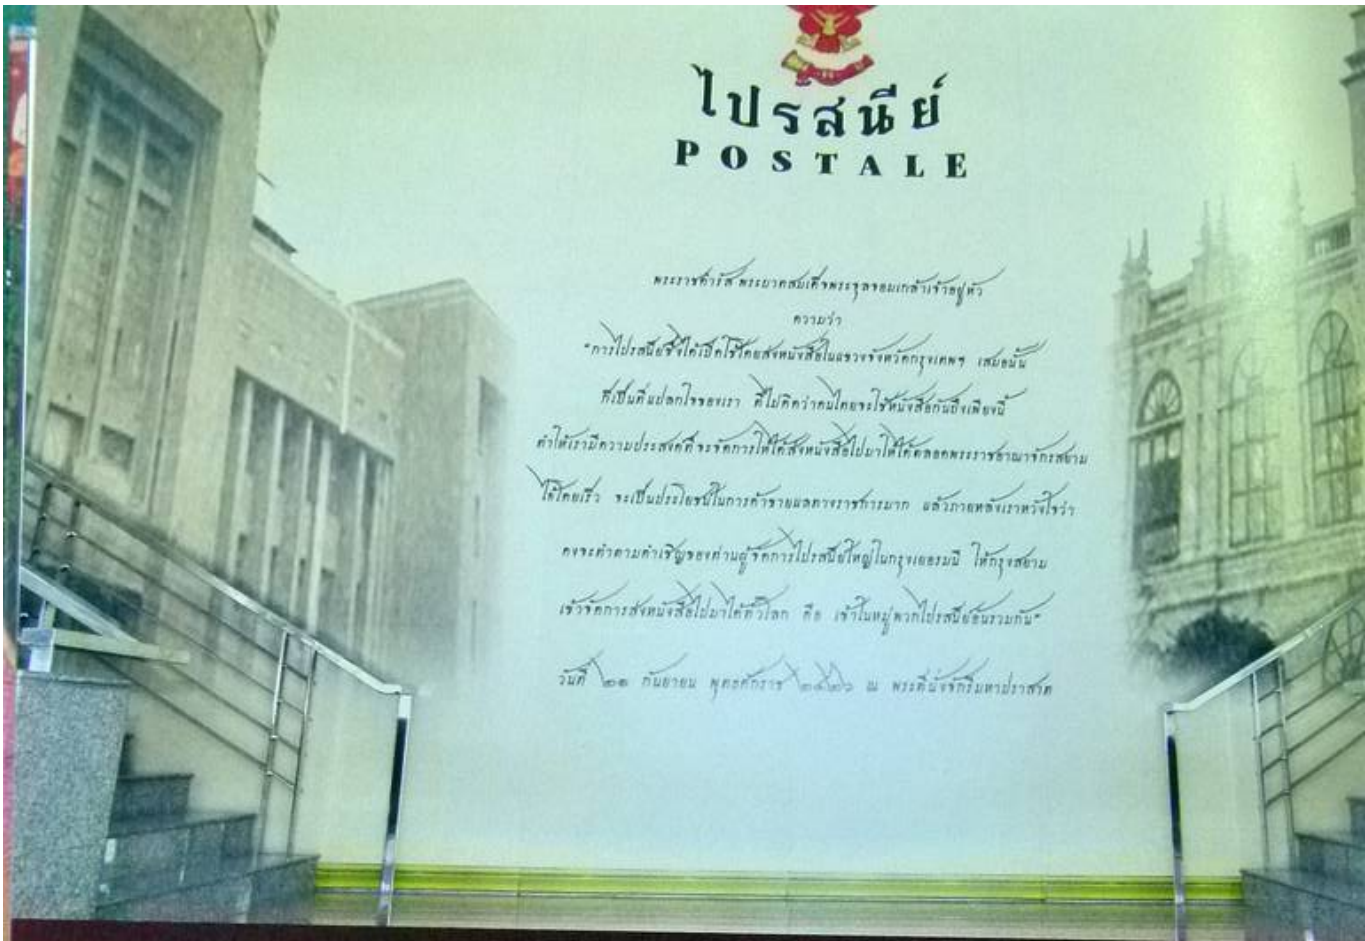 ไปรสนีย์
POSTALE
พระราชดำรัส พระบาทสมเด็จพระจุลจอมเกล้าเจ้าอยู่หัว
ความว่า
"การไปรสนีย์ซึ่งได้เปิดใช้โดยส่งหนังสือในแขวงจังหวัดกรุงเทพฯ เสมอนั้น
ก็เป็นที่แปลกใจของเรา ที่ไม่คิดว่าคนไทยจะใช้หนังสือกันถึงเพียงนี้
ทำให้เรามีความประสงค์ที่จะจัดการให้ได้ส่งหนังสือไปมาให้ได้ตลอดพระราชอาณาจักรสยาม
ได้โดยเร็ว จะเป็นประโยชน์ในการค้าขายแลทางราชการมาก แล้วภายหลังเราหวังใจว่า
คงจะทำตามคำเชิญของท่านผู้จัดการไปรสนีย์ใหญ่ในกรุงเยอรมนี ให้กรุงสยาม
เข้าจัดการส่งหนังสือไปมาได้ทั่วโลก คือ เข้าในหมู่พวกไปรสนีย์อันรวมกัน"
วันที่ ๒๑ กันยายน พุทธศักราช ๒๔๒๖ ณ พระที่นั่งจักรีมหาปราสาท